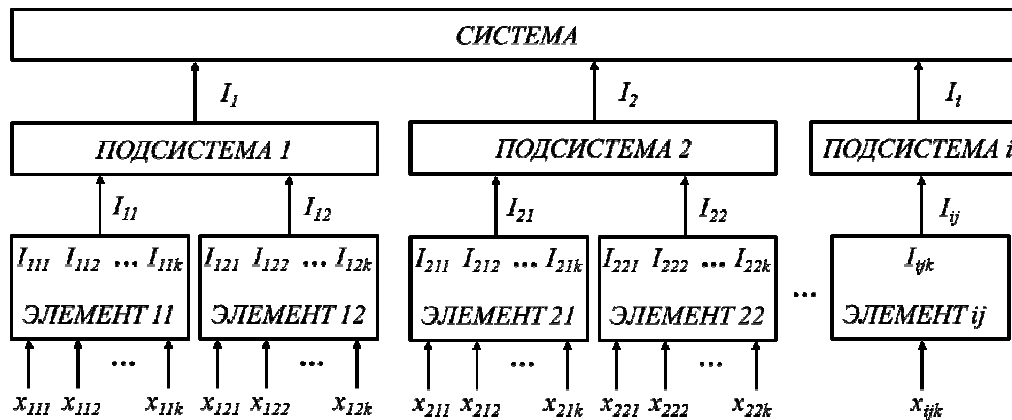 СИСТЕМА
I₁ I₂ Iᵢ
ПОДСИСТЕМА 1 ПОДСИСТЕМА 2 ПОДСИСТЕМА i
I₁₁ I₁₂ I₂₁ I₂₂ Iᵢⱼ
I₁₁₁ I₁₁₂ ... I₁₁ₖ I₁₂₁ I₁₂₂ ... I₁₂ₖ I₂₁₁ I₂₁₂ ... I₂₁ₖ I₂₂₁ I₂₂₂ ... I₂₂ₖ Iᵢⱼₖ
...
ЭЛЕМЕНТ 11 ЭЛЕМЕНТ 12 ЭЛЕМЕНТ 21 ЭЛЕМЕНТ 22 ЭЛЕМЕНТ ij
... ... ... ...
x₁₁₁ x₁₁₂ x₁₁ₖ x₁₂₁ x₁₂₂ x₁₂ₖ x₂₁₁ x₂₁₂ x₂₁ₖ x₂₂₁ x₂₂₂ x₂₂ₖ xᵢⱼₖ